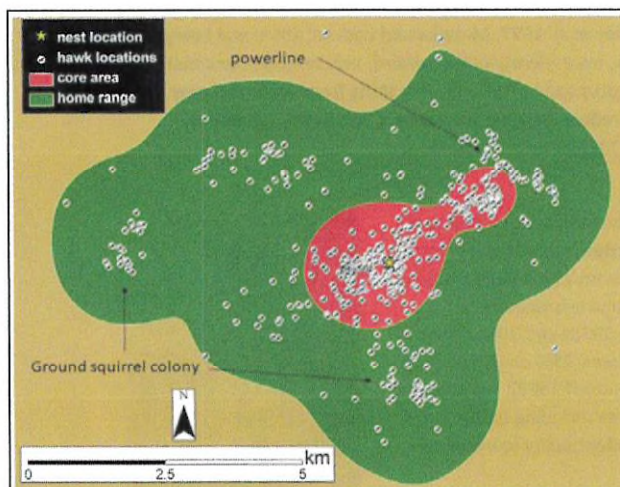 nest location
hawk locations
core area
home range
powerline
Ground squirrel colony
N
km
0
2.5
5